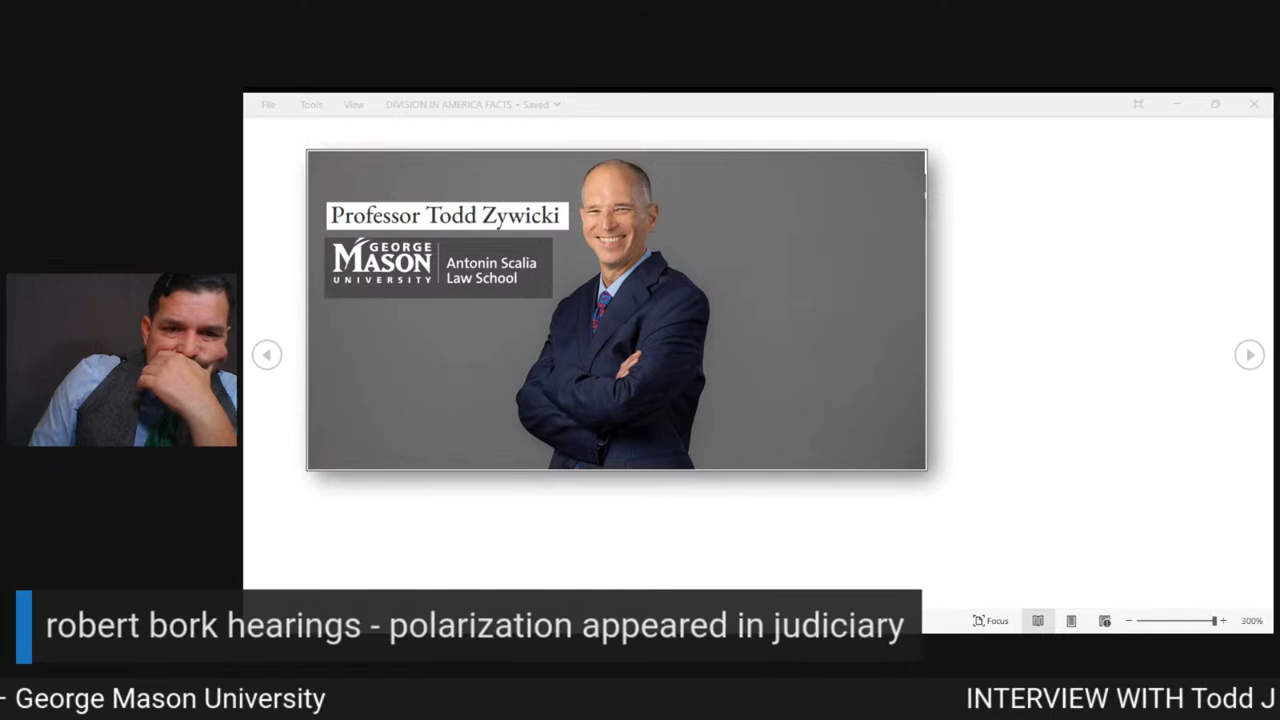 File Tools View DIVISION IN AMERICA FACTS • Saved
Professor Todd Zywicki
GEORGE
MASON
UNIVERSITY
Antonin Scalia
Law School
robert bork hearings - polarization appeared in judiciary
Focus
300%
- George Mason University
INTERVIEW WITH Todd J